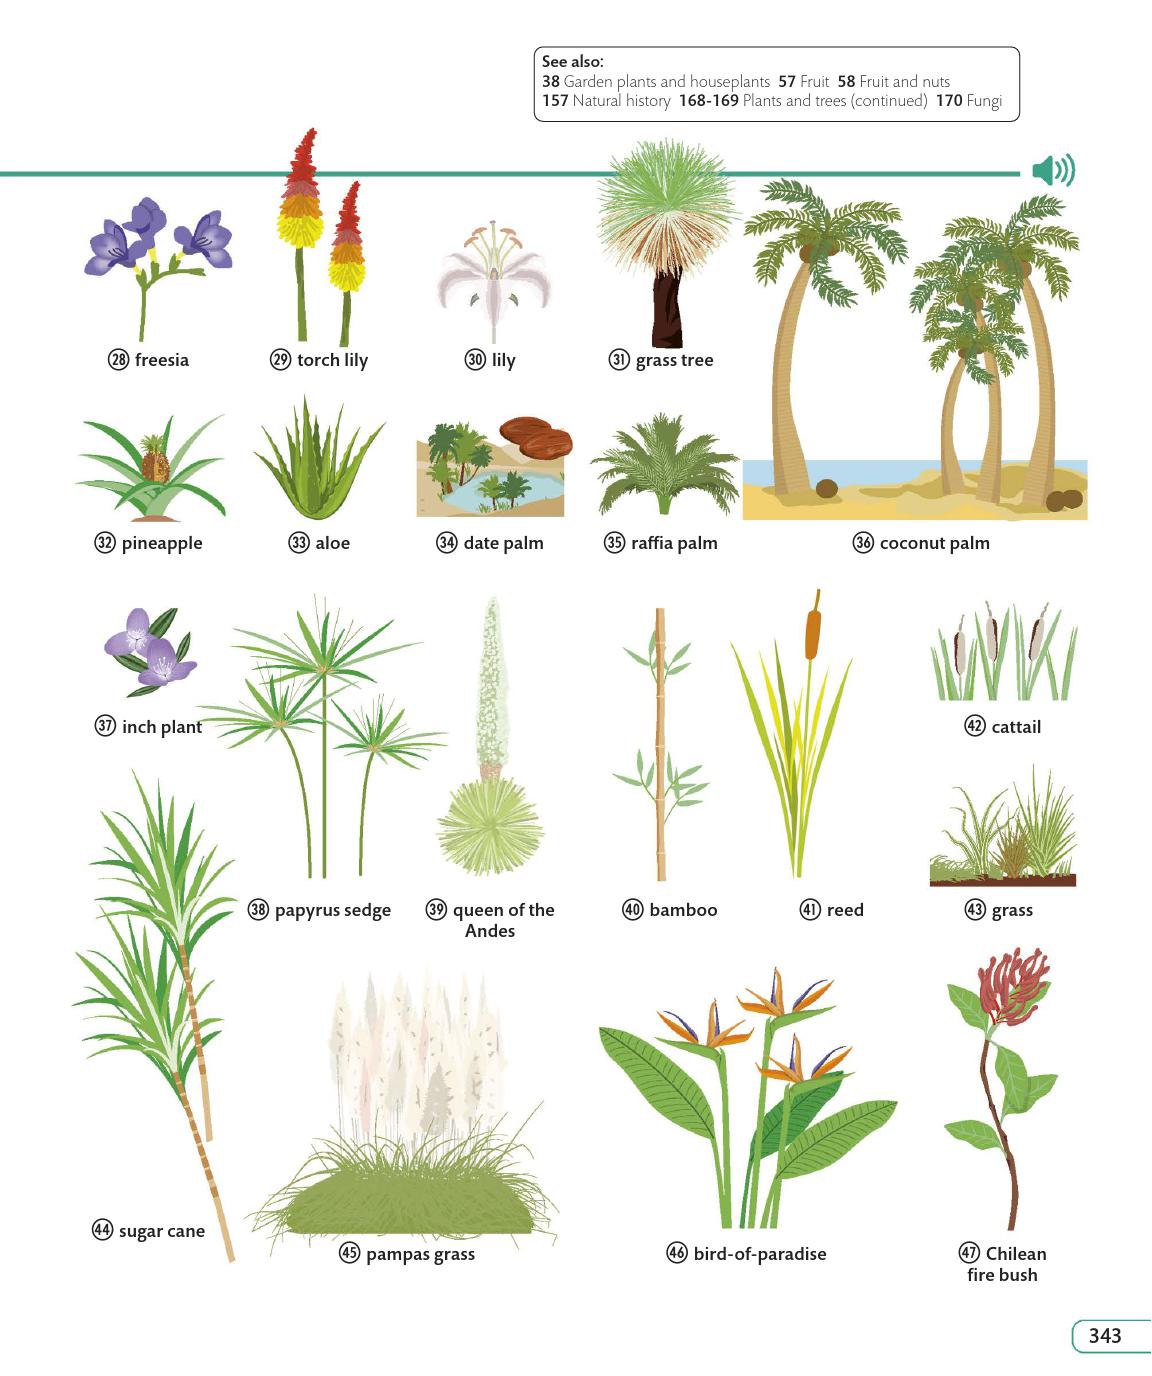 See also:
38 Garden plants and houseplants 57 Fruit 58 Fruit and nuts
157 Natural history 168-169 Plants and trees (continued) 170 Fungi
28 freesia
29 torch lily
30 lily
31 grass tree
32 pineapple
33 aloe
34 date palm
35 raffia palm
36 coconut palm
37 inch plant
42 cattail
38 papyrus sedge
39 queen of the
Andes
40 bamboo
41 reed
43 grass
44 sugar cane
45 pampas grass
46 bird-of-paradise
47 Chilean
fire bush
343